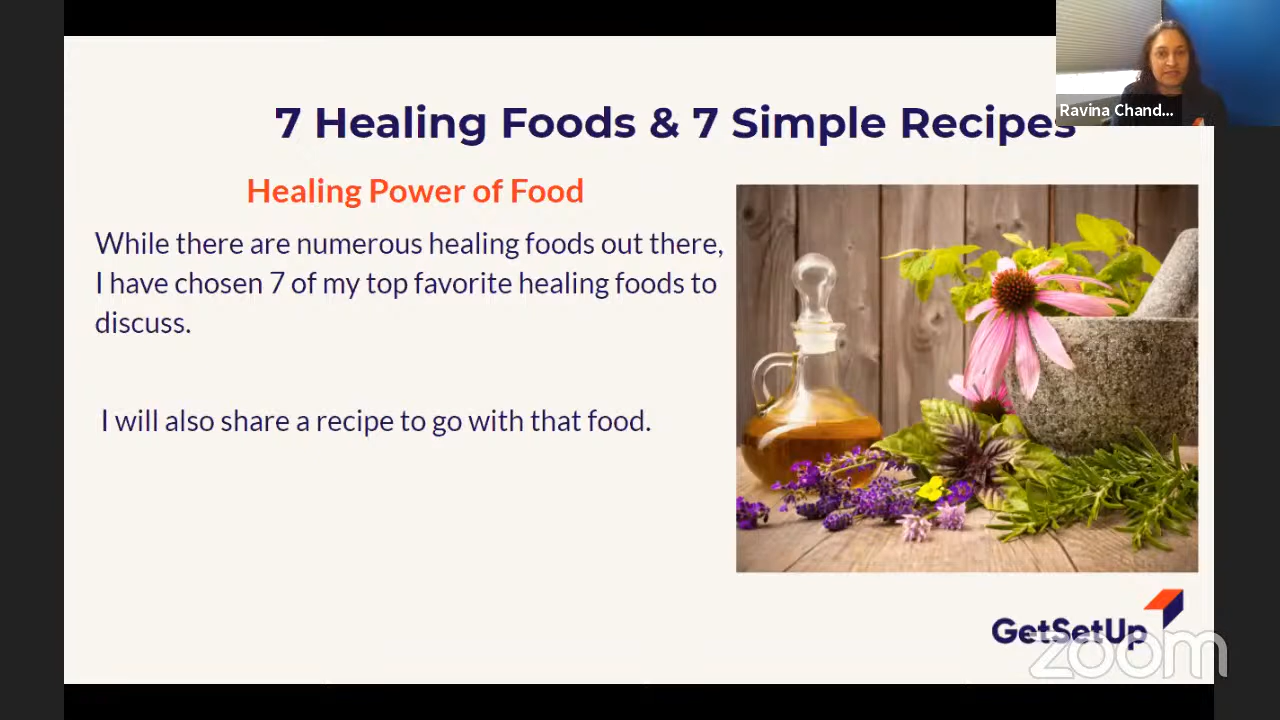 7 Healing Foods & 7 Simple Recipes
Ravina Chand...
Healing Power of Food
While there are numerous healing foods out there,
I have chosen 7 of my top favorite healing foods to
discuss.
I will also share a recipe to go with that food.
GetSetUp
zoom